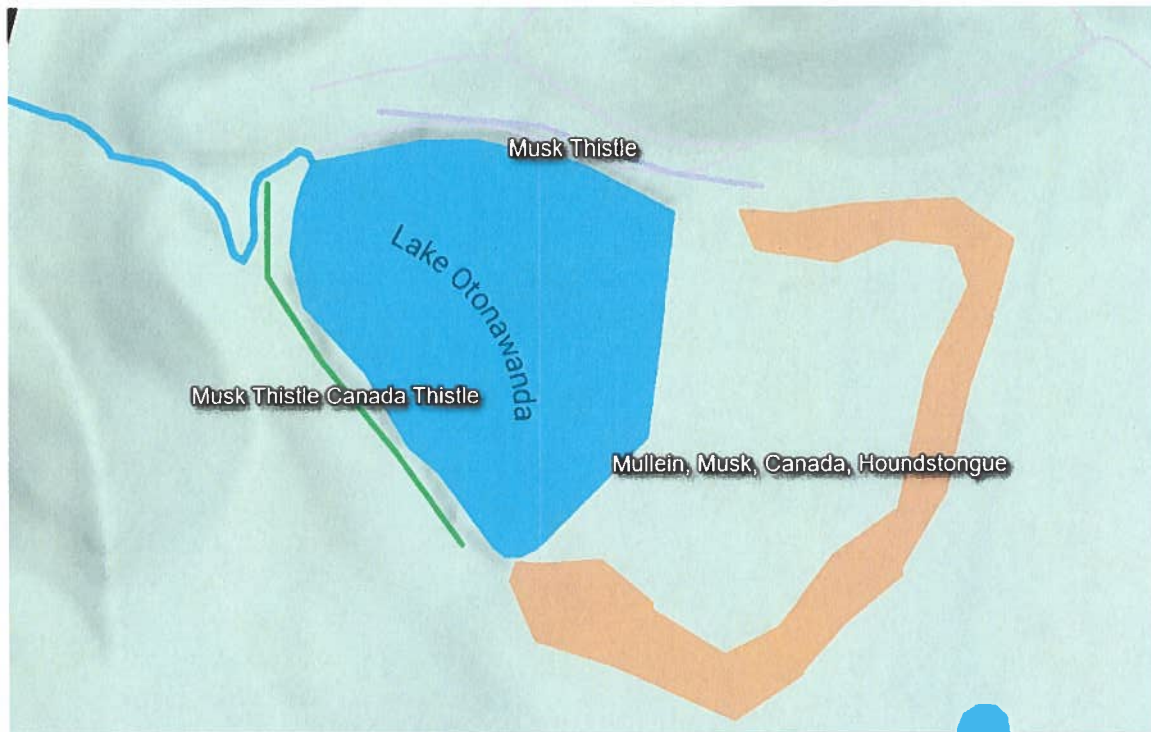 Musk Thistle
Lake Otonawanda
Musk Thistle Canada Thistle
Mullein, Musk, Canada, Houndstongue